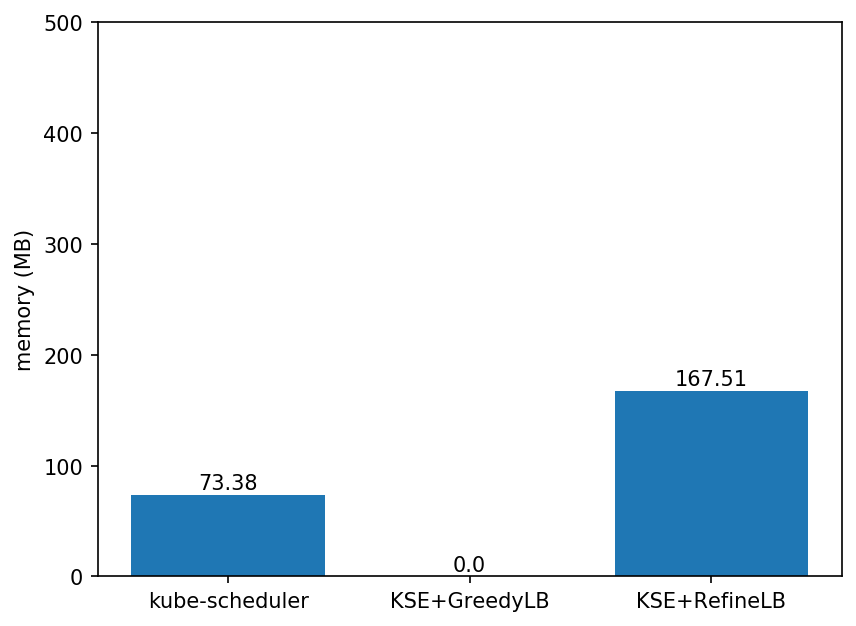 500
400
300
200
100
0
memory (MB)
73.38
0.0
167.51
kube-scheduler
KSE+GreedyLB
KSE+RefineLB